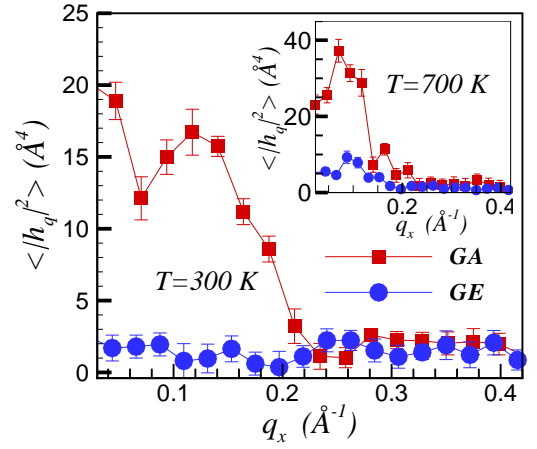 25
20
15
10
5
0
<|h_q|^2> (Å^4)
0.1
0.2
0.3
0.4
q_x (Å^-1)
T=300 K
GA
GE
40
20
0
<|h_q|^2> (Å^4)
T=700 K
0.2
0.4
q_x (Å^-1)